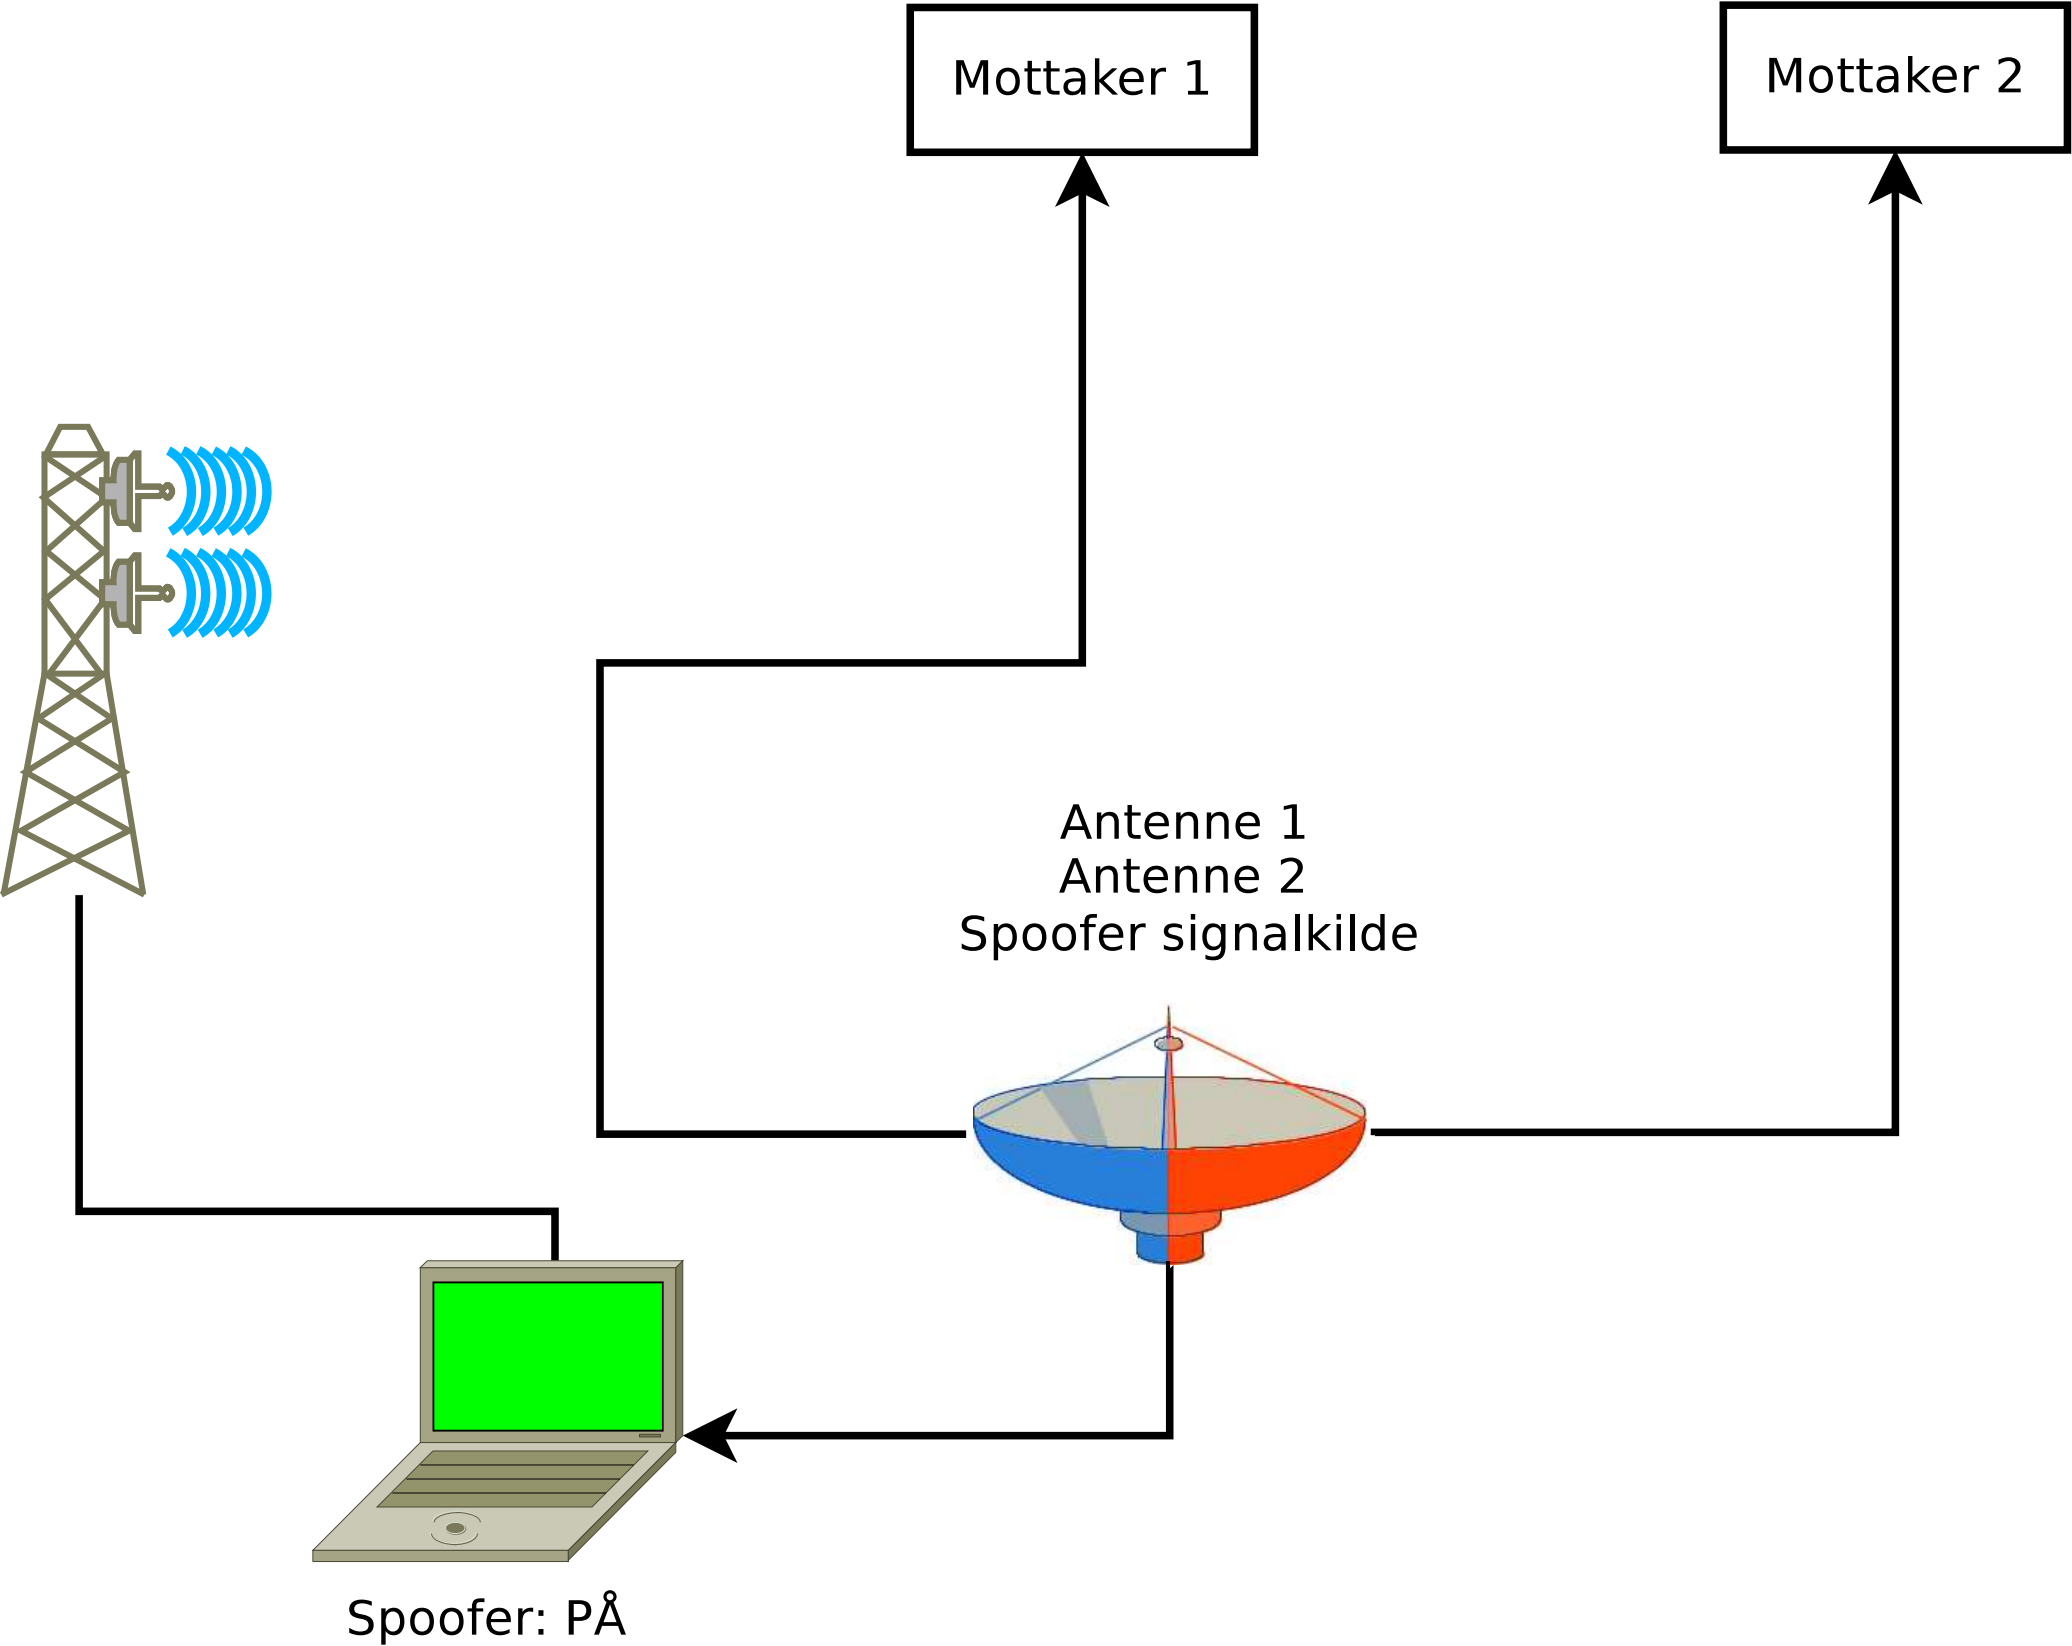 Mottaker 1
Mottaker 2
Antenne 1
Antenne 2
Spoofer signalkilde
Spoofer: PÅ